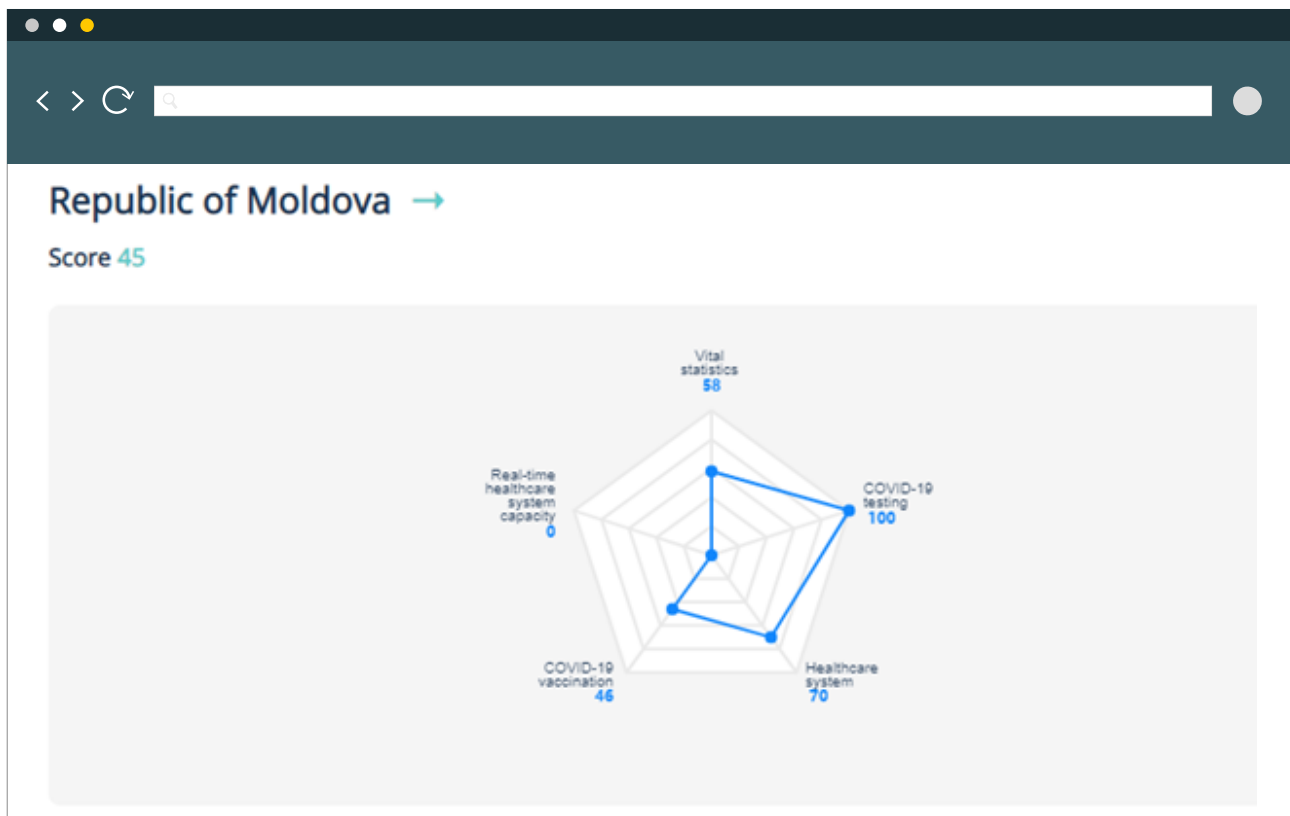 Republic of Moldova →
Score 45
Vital
statistics
58
Real-time
healthcare
system
capacity
0
COVID-19
testing
100
COVID-19
vaccination
46
Healthcare
system
70